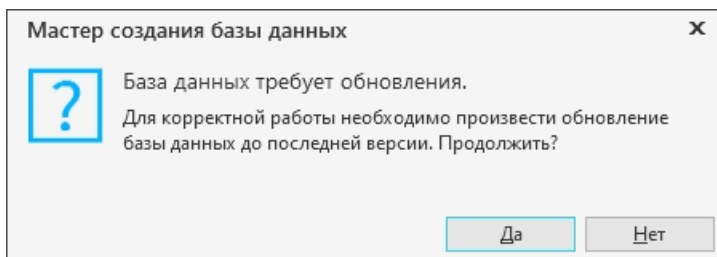 Мастер создания базы данных
База данных требует обновления.
Для корректной работы необходимо произвести обновление
базы данных до последней версии. Продолжить?
Да
Нет